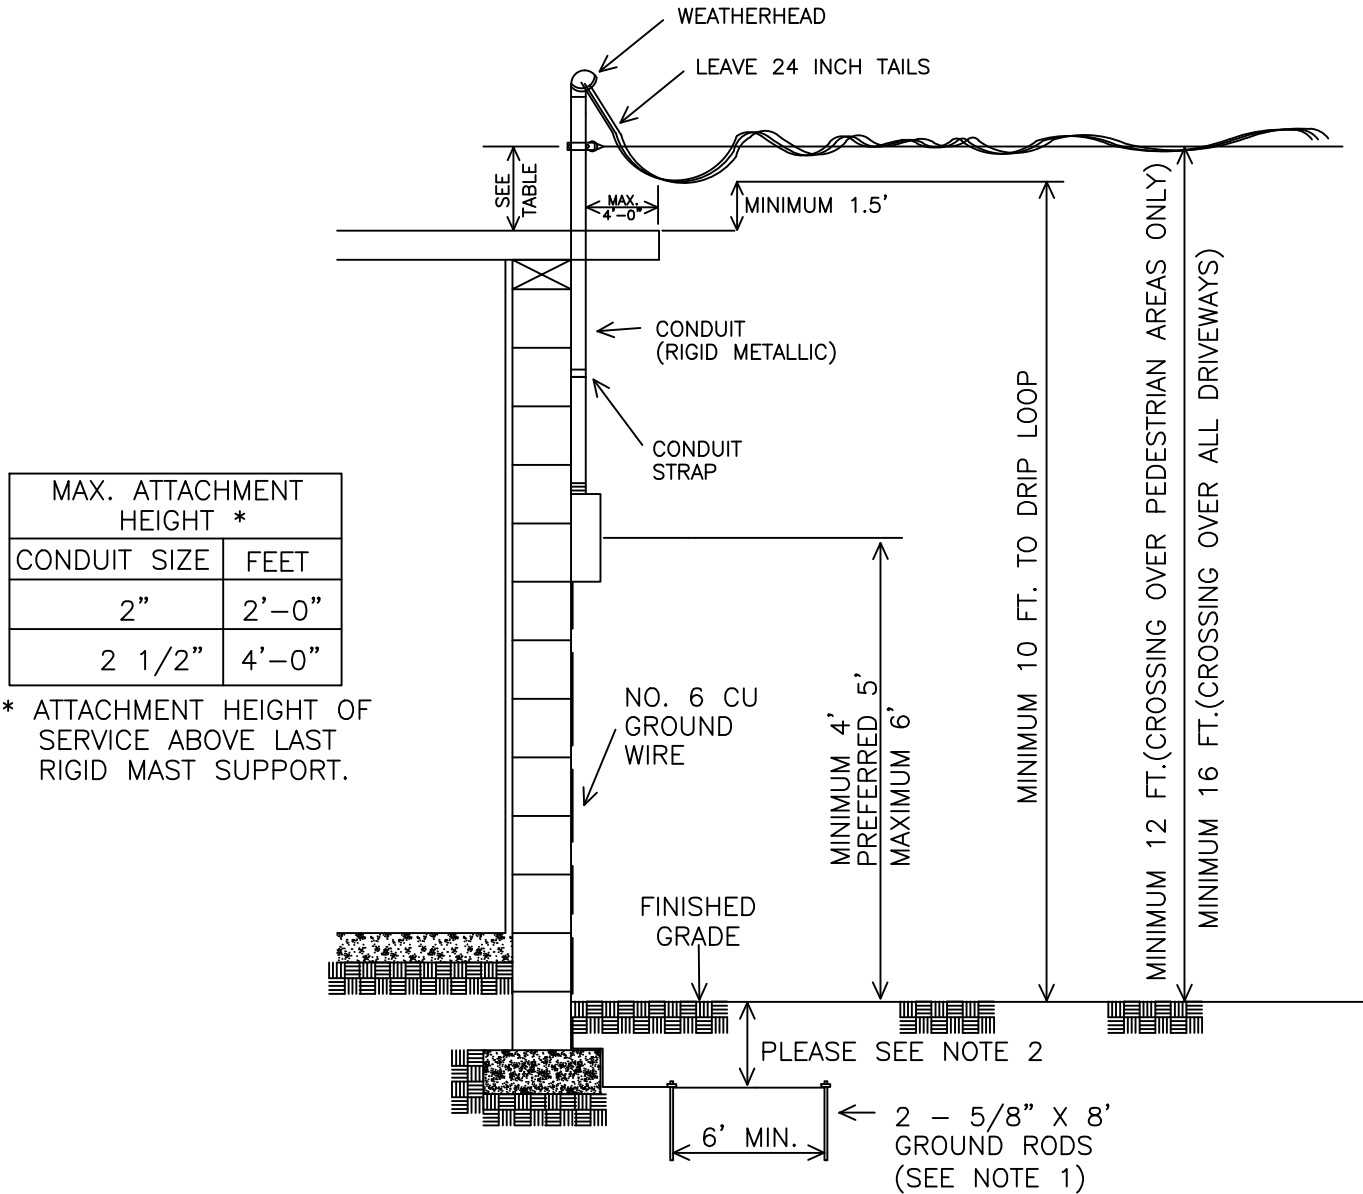 WEATHERHEAD
LEAVE 24 INCH TAILS
SEE
TABLE
MAX.
4'-0"
MINIMUM 1.5'
CONDUIT
(RIGID METALLIC)
CONDUIT
STRAP
MAX. ATTACHMENT
HEIGHT *
CONDUIT SIZE FEET
2" 2'-0"
2 1/2" 4'-0"
* ATTACHMENT HEIGHT OF
SERVICE ABOVE LAST
RIGID MAST SUPPORT.
NO. 6 CU
GROUND
WIRE
MINIMUM 4'
PREFERRED 5'
MAXIMUM 6'
MINIMUM 10 FT. TO DRIP LOOP
MINIMUM 12 FT.(CROSSING OVER PEDESTRIAN AREAS ONLY)
MINIMUM 16 FT.(CROSSING OVER ALL DRIVEWAYS)
FINISHED
GRADE
PLEASE SEE NOTE 2
6' MIN.
2 - 5/8" X 8'
GROUND RODS
(SEE NOTE 1)